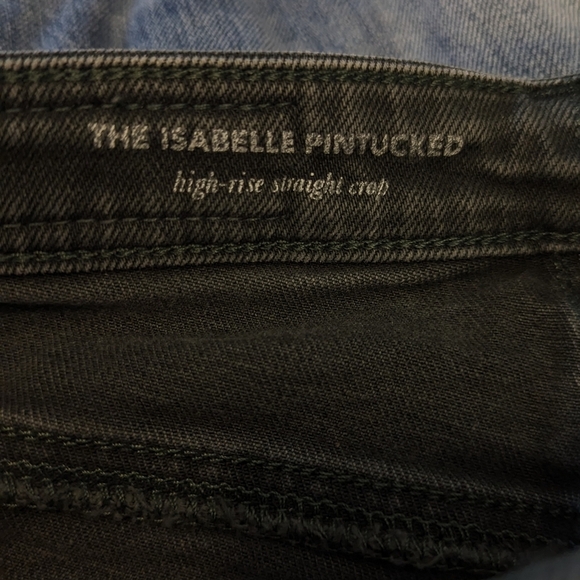 THE ISABELLE PINTUCKED
high-rise straight crop